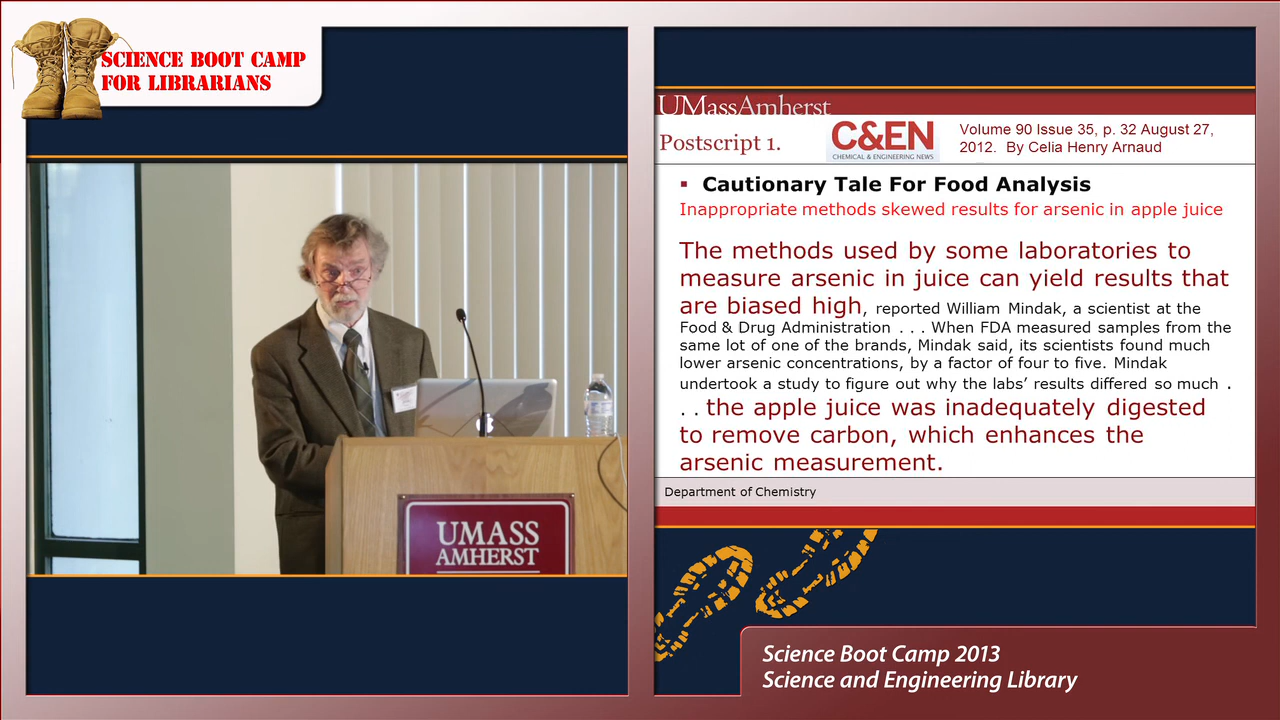 SCIENCE BOOT CAMP
FOR LIBRARIANS
UMASS
AMHERST
UMassAmherst
Postscript 1.
C&EN
CHEMICAL & ENGINEERING NEWS
Volume 90 Issue 35, p. 32 August 27,
2012. By Celia Henry Arnaud
▪ Cautionary Tale For Food Analysis
Inappropriate methods skewed results for arsenic in apple juice
The methods used by some laboratories to
measure arsenic in juice can yield results that
are biased high, reported William Mindak, a scientist at the
Food & Drug Administration . . . When FDA measured samples from the
same lot of one of the brands, Mindak said, its scientists found much
lower arsenic concentrations, by a factor of four to five. Mindak
undertook a study to figure out why the labs’ results differed so much .
. . the apple juice was inadequately digested
to remove carbon, which enhances the
arsenic measurement.
Department of Chemistry
Science Boot Camp 2013
Science and Engineering Library